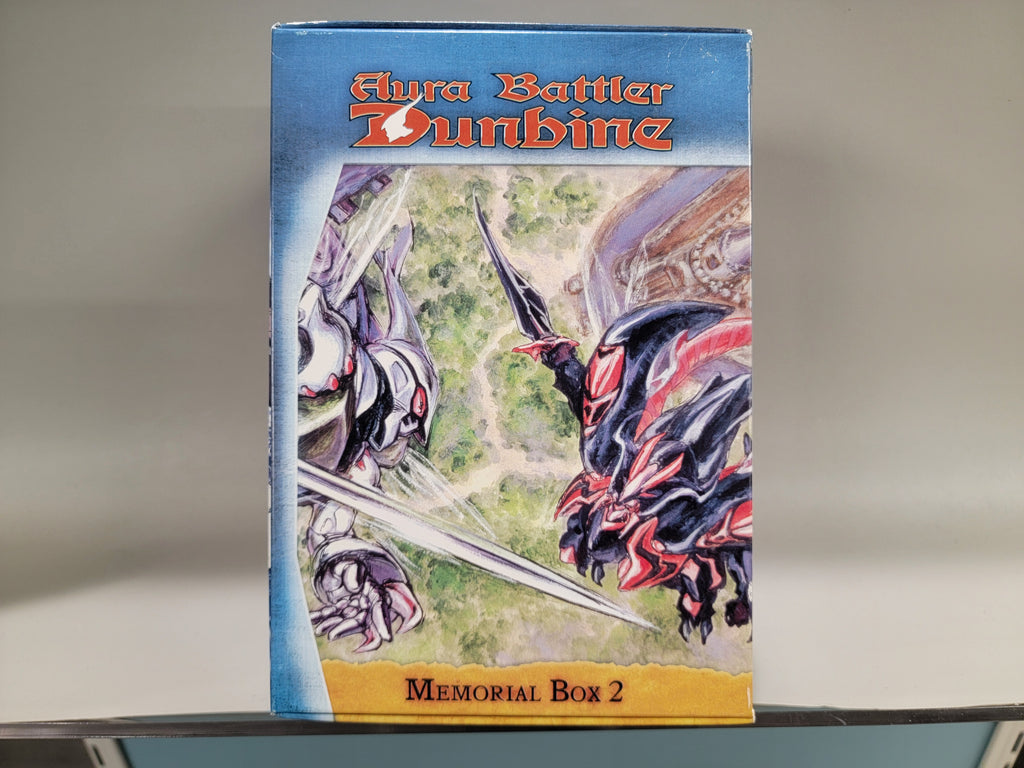 Aura Battler
Dunbine
Memorial Box 2